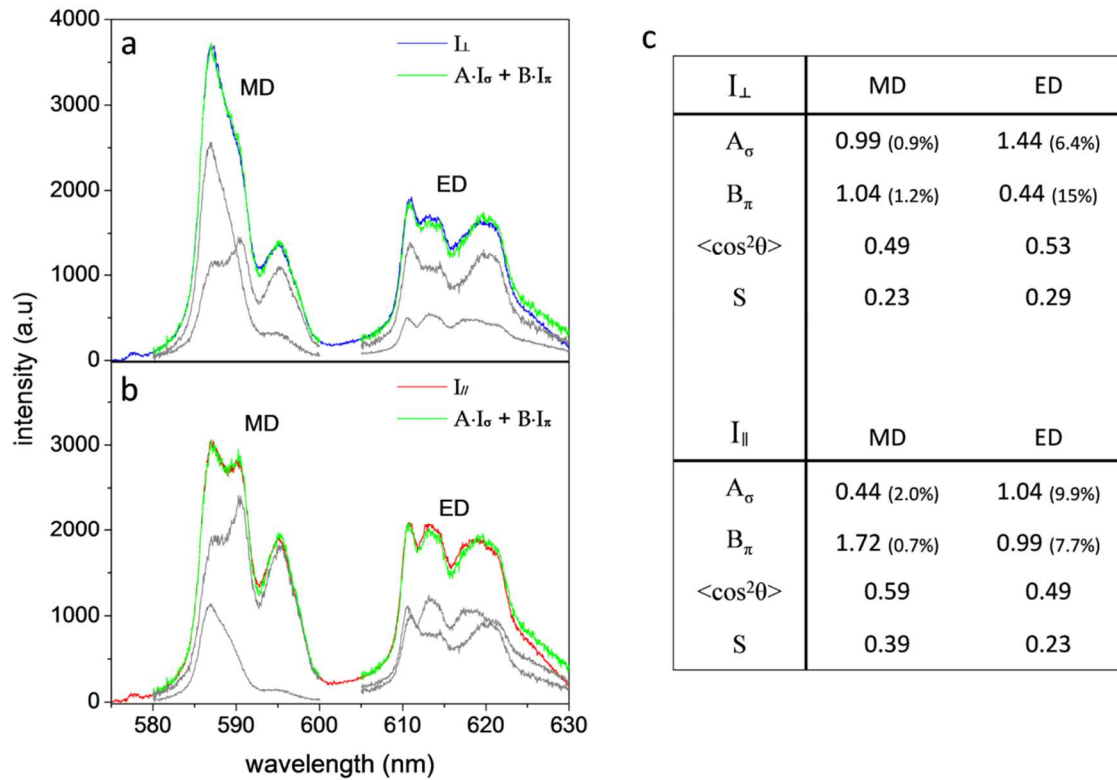 a
4000
3000
2000
1000
0
I⊥
A·Iσ + B·Iπ
MD
ED
b
3000
2000
1000
0
I//
A·Iσ + B·Iπ
MD
ED
580 590 600 610 620 630
wavelength (nm)
intensity (a.u)
c
I⊥ MD ED
Aσ 0.99 (0.9%) 1.44 (6.4%)
Bπ 1.04 (1.2%) 0.44 (15%)
<cos²θ> 0.49 0.53
S 0.23 0.29
I∥ MD ED
Aσ 0.44 (2.0%) 1.04 (9.9%)
Bπ 1.72 (0.7%) 0.99 (7.7%)
<cos²θ> 0.59 0.49
S 0.39 0.23